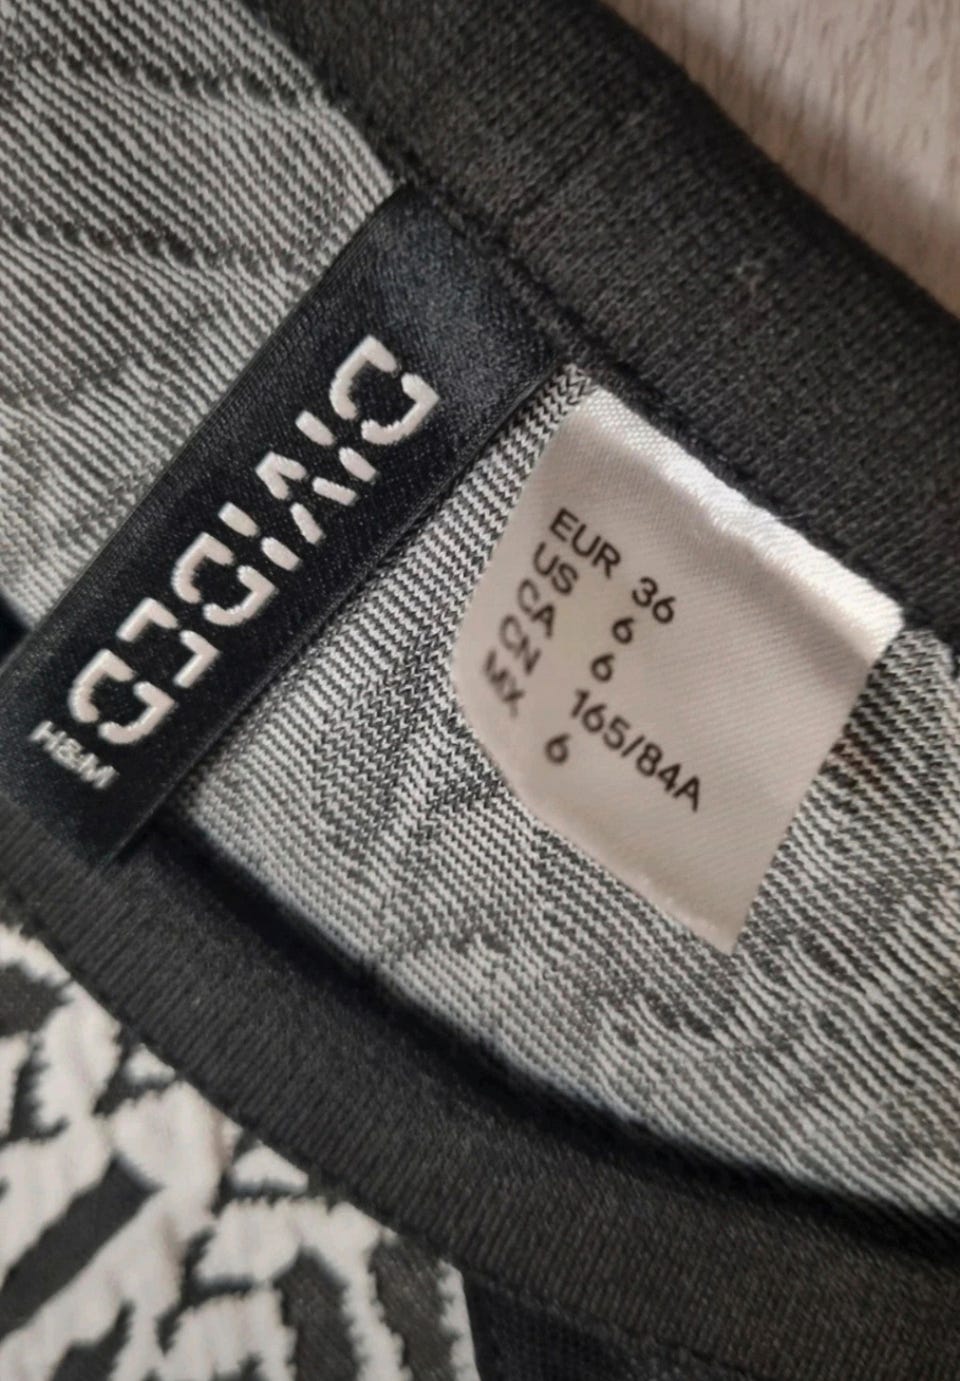 DIVIDED
H&M
EUR 36
US 6
CA 6
CN 165/84A
MX 6